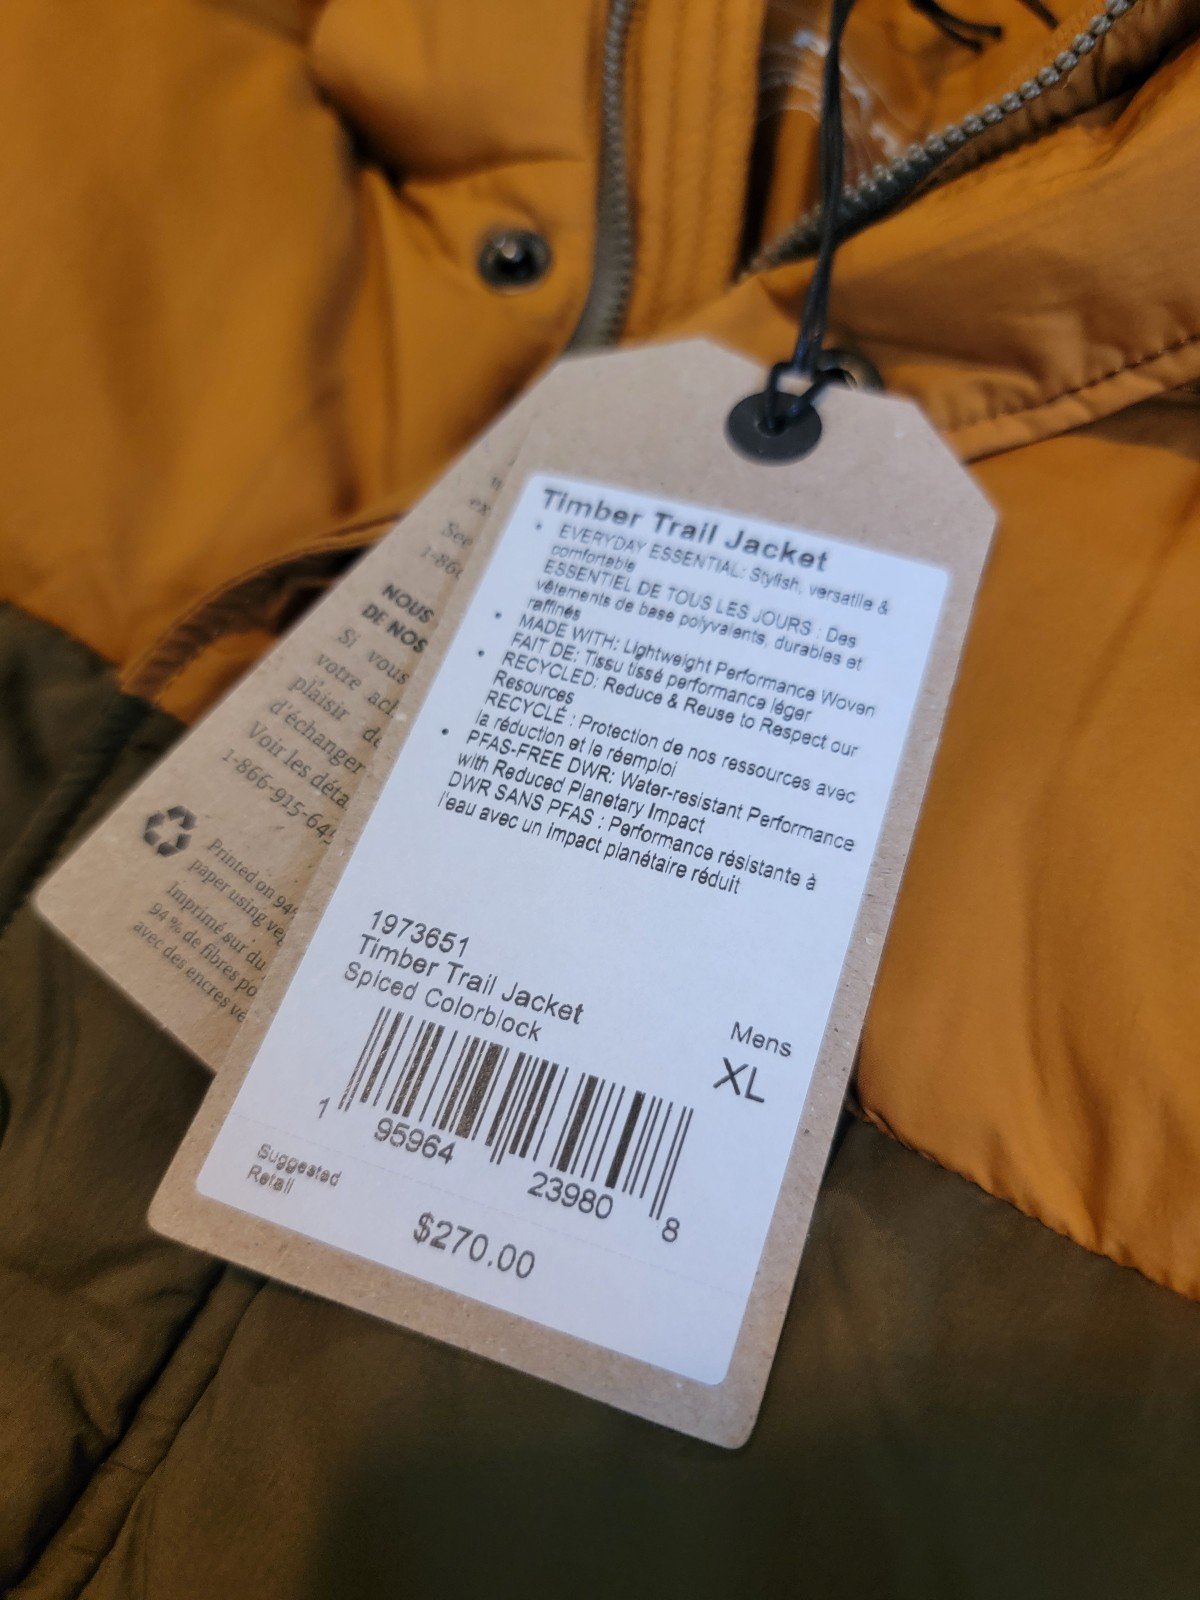 Timber Trail Jacket
• EVERYDAY ESSENTIAL: Stylish, versatile &
comfortable
ESSENTIEL DE TOUS LES JOURS : Des
vêtements de base polyvalents, durables et
raffinés
• MADE WITH: Lightweight Performance Woven
FAIT DE: Tissu tissé performance léger
• RECYCLED: Reduce & Reuse to Respect our
Resources
RECYCLÉ : Protection de nos ressources avec
la réduction et le réemploi
• PFAS-FREE DWR: Water-resistant Performance
with Reduced Planetary Impact
DWR SANS PFAS : Performance résistante à
l'eau avec un impact planétaire réduit
1973651
Timber Trail Jacket
Spiced Colorblock
Mens
XL
1 95964 23980 8
Suggested
Retail
$270.00
See
NOUS
DE NOS
Si vous
votre
plaisir
d'échanger
Voir les
1-866-915-64
Printed on 94
paper using
Imprimé sur du
94 % de fibres
avec des encres